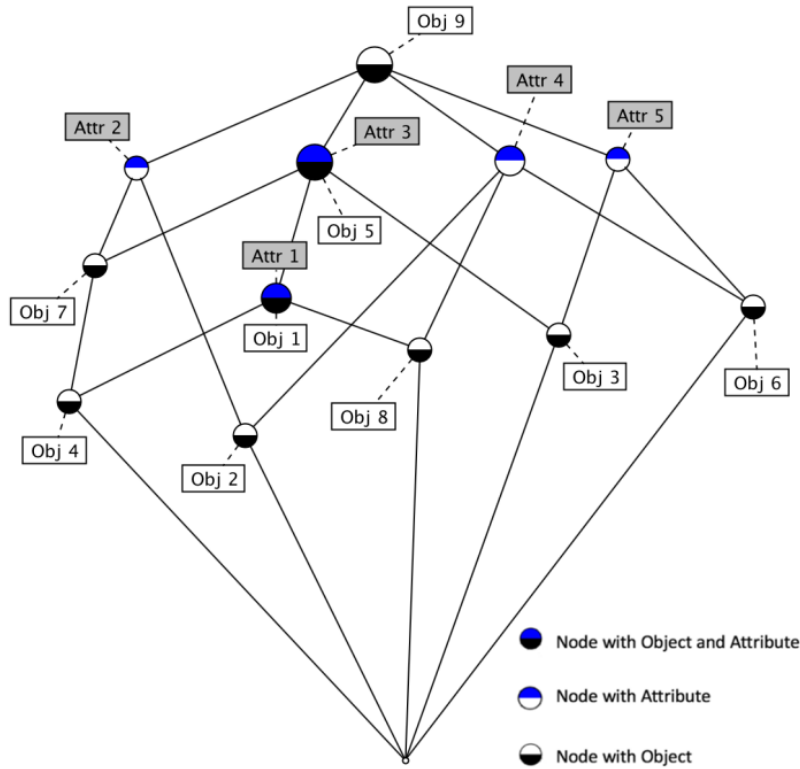 Obj 9
Attr 4
Attr 5
Attr 2
Attr 3
Obj 5
Attr 1
Obj 7
Obj 1
Obj 3
Obj 6
Obj 8
Obj 4
Obj 2
Node with Object and Attribute
Node with Attribute
Node with Object